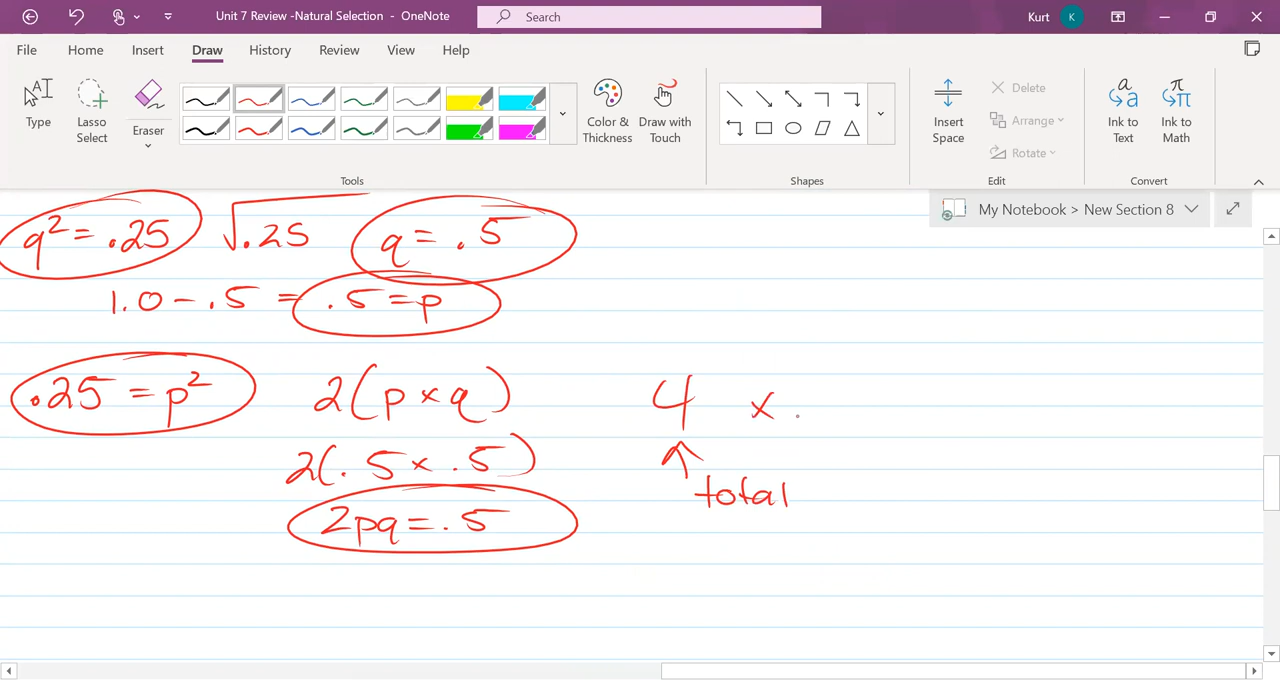 Unit 7 Review -Natural Selection - OneNote
Search
Kurt K
File Home Insert Draw History Review View Help
Type
Lasso Select
Eraser
Color & Thickness
Draw with Touch
Insert Space
Delete
Arrange
Rotate
Ink to Text
Ink to Math
Tools Shapes Edit Convert
My Notebook > New Section 8
q² = .25 √.25 q = .5
1.0 - .5 = .5 = p
.25 = p² 2(p x q) 4 x .
2(.5 x .5) ↑ total
2pq = .5